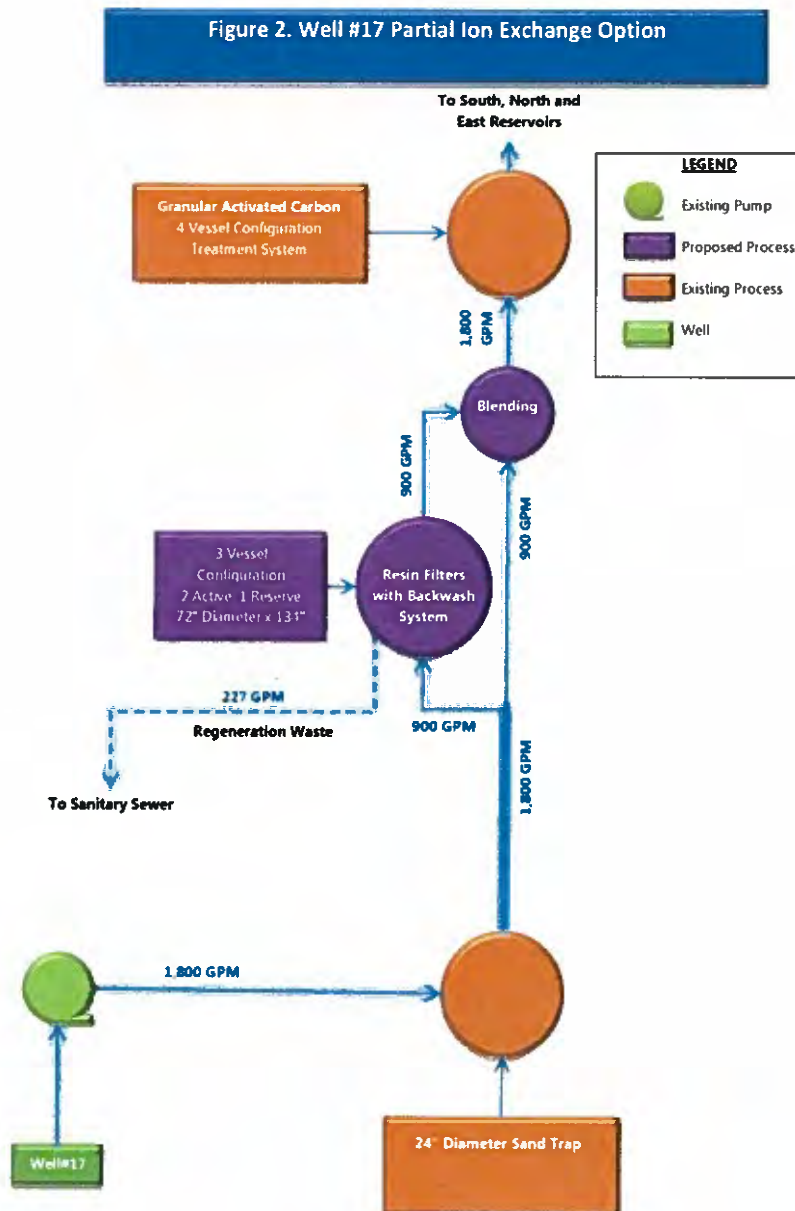 Figure 2. Well #17 Partial Ion Exchange Option
To South, North and
East Reservoirs
LEGEND
Existing Pump
Proposed Process
Existing Process
Well
Granular Activated Carbon
4 Vessel Configuration
Treatment System
1,800
GPM
Blending
900 GPM
900 GPM
3 Vessel
Configuration
2 Active 1 Reserve
72" Diameter x 131"
Resin Filters
with Backwash
System
227 GPM
Regeneration Waste
900 GPM
To Sanitary Sewer
1,800 GPM
1,800 GPM
Well#17
24" Diameter Sand Trap